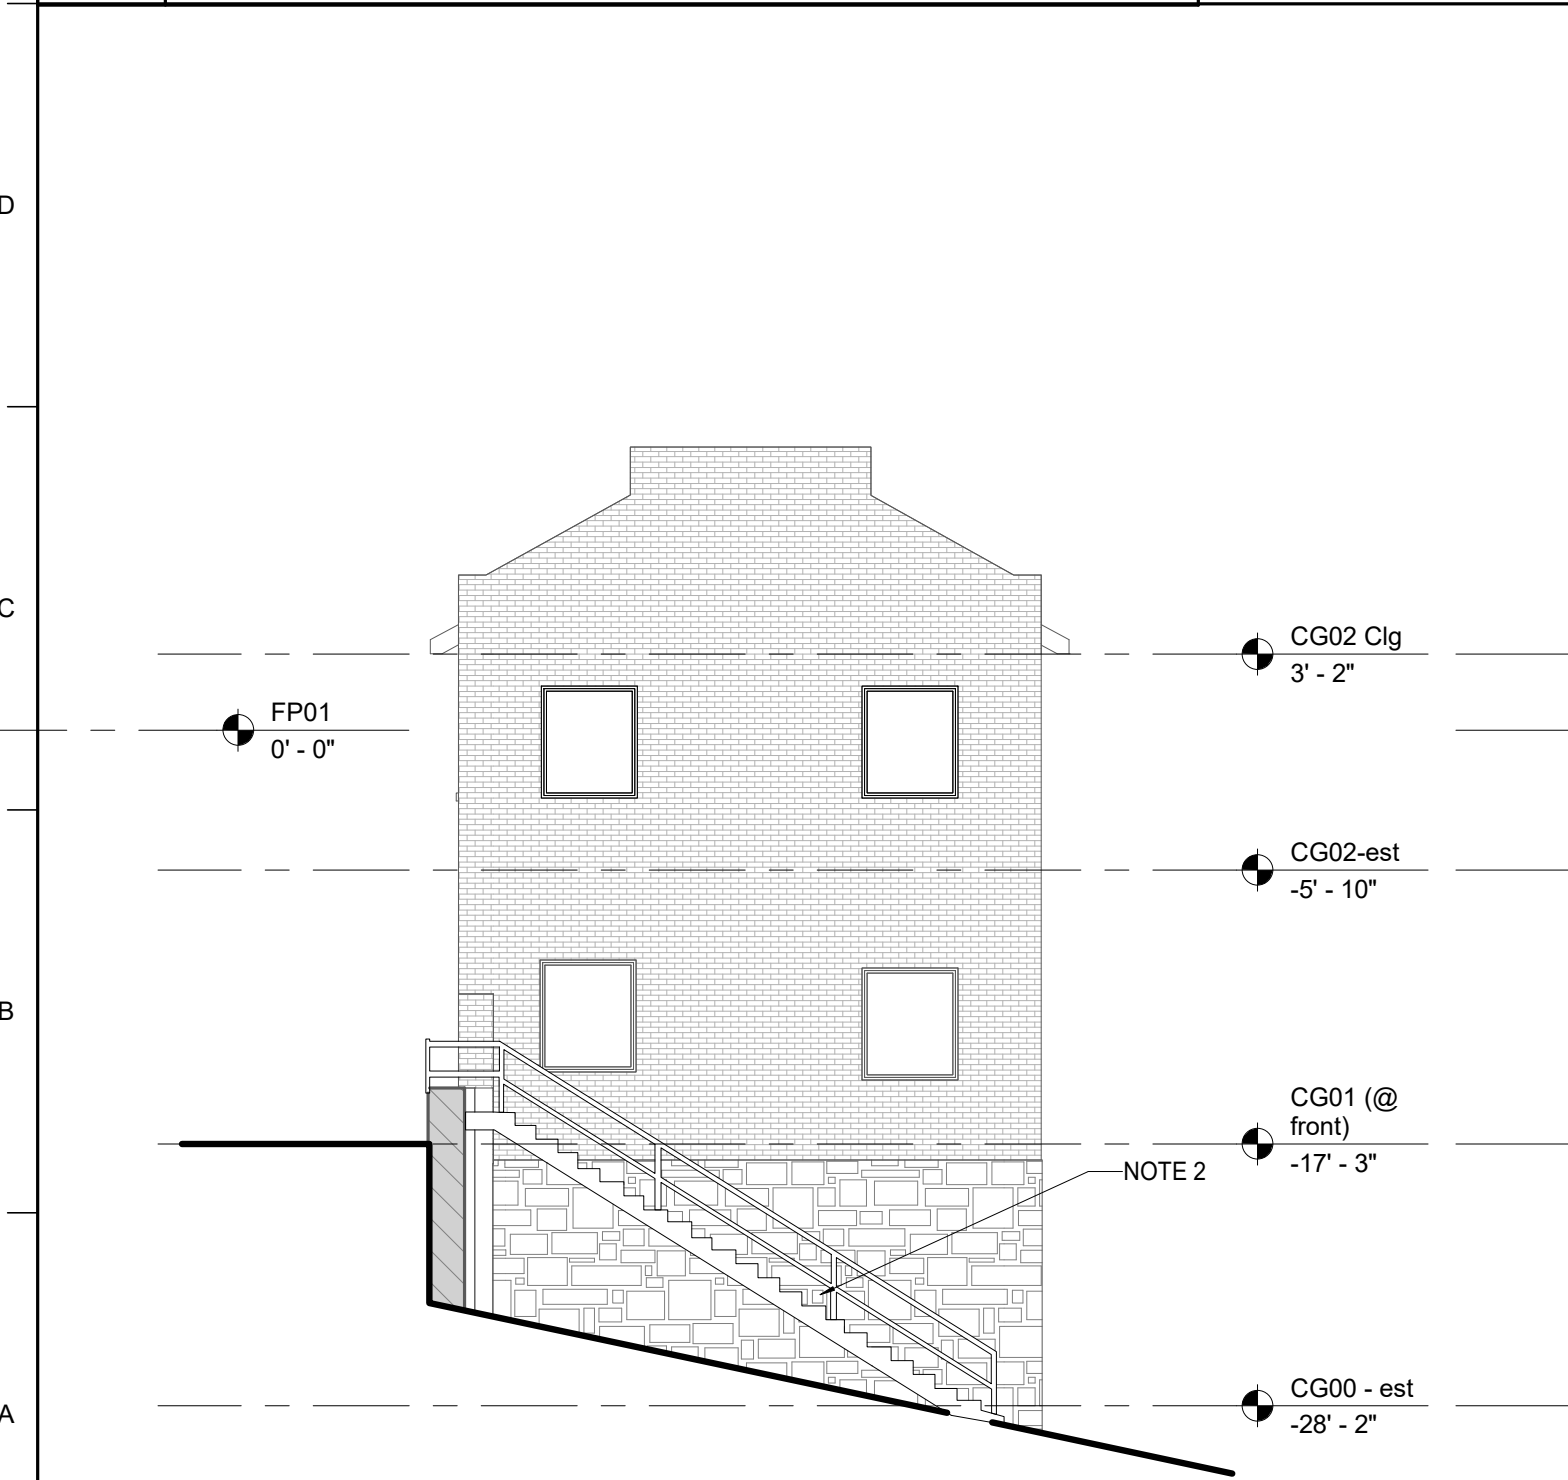 D
C
CG02 Clg
3' - 2"
FP01
0' - 0"
CG02-est
-5' - 10"
B
CG01 (@
front)
-17' - 3"
NOTE 2
CG00 - est
-28' - 2"
A